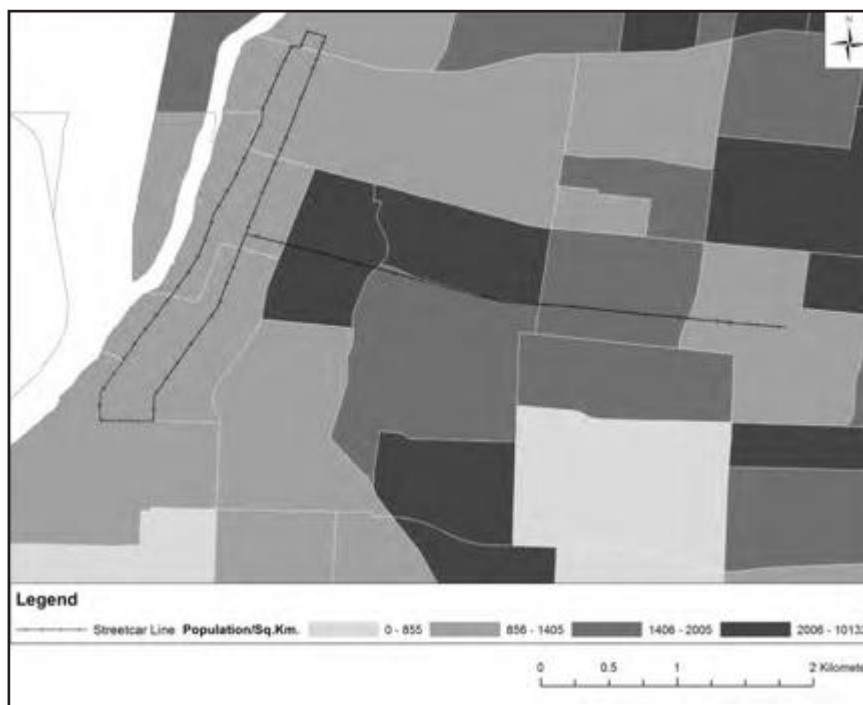 N
Legend
Streetcar Line Population/Sq.Km. 0 - 855 856 - 1405 1406 - 2005 2006 - 10133
0 0.5 1 2 Kilomete